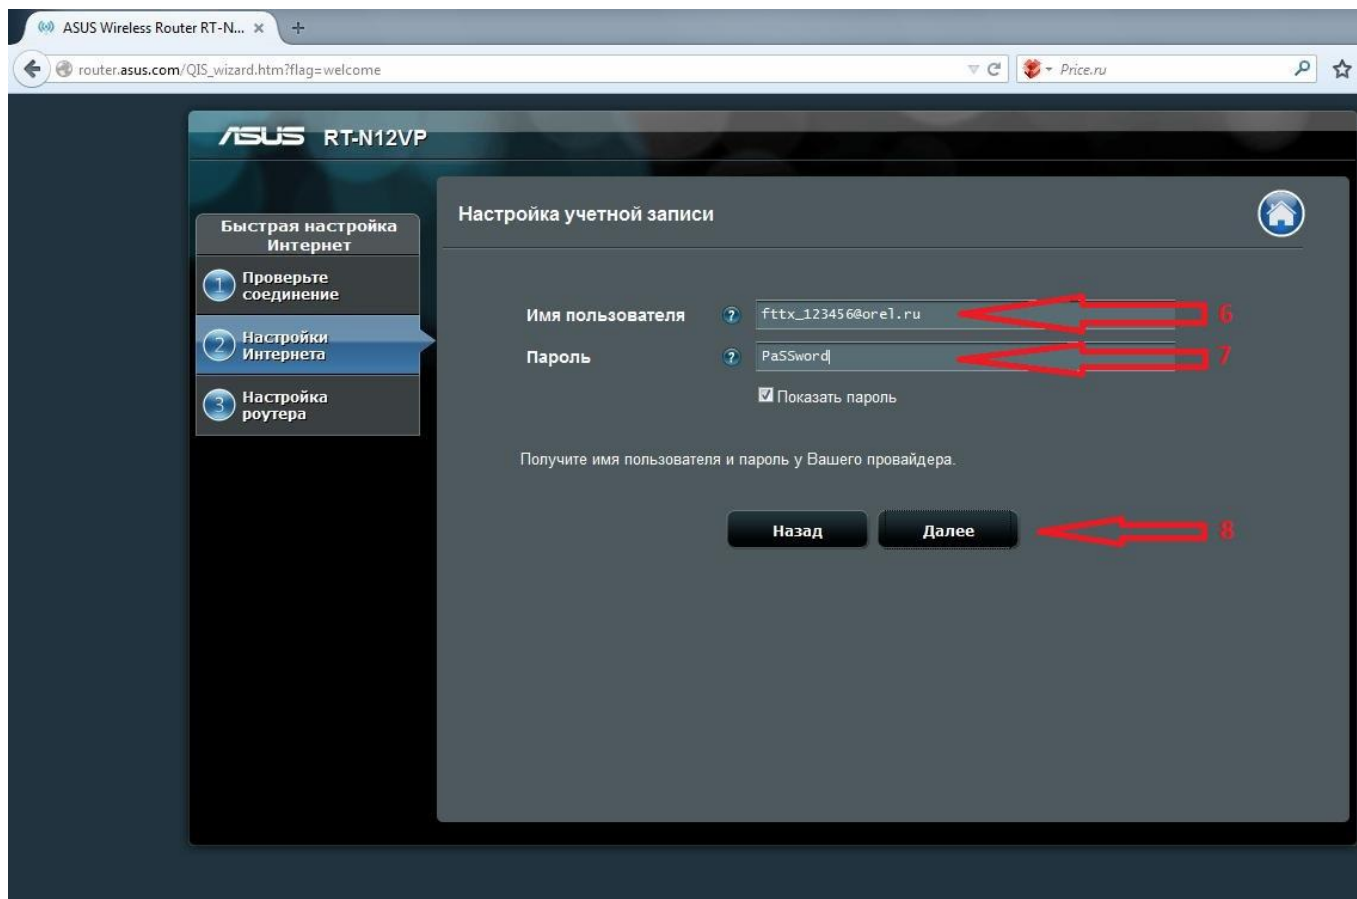 ASUS Wireless Router RT-N...
router.asus.com/QIS_wizard.htm?flag=welcome
Price.ru
ASUS RT-N12VP
Быстрая настройка
Интернет
1 Проверьте
соединение
2 Настройки
Интернета
3 Настройка
роутера
Настройка учетной записи
Имя пользователя ? fttx_123456@orel.ru 6
Пароль ? PaSSword 7
Показать пароль
Получите имя пользователя и пароль у Вашего провайдера.
Назад Далее 8